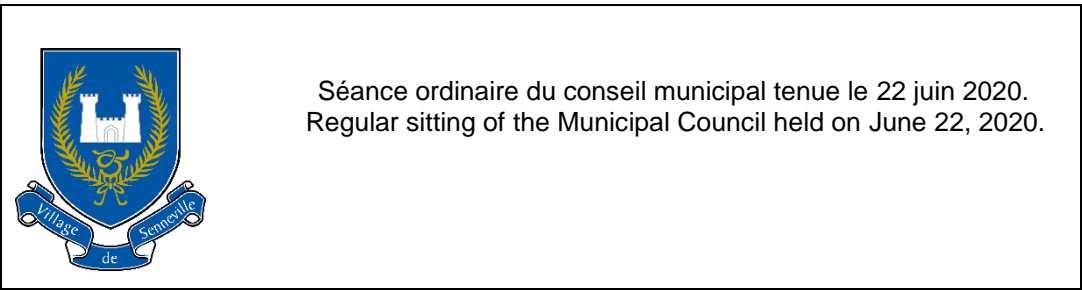 Séance ordinaire du conseil municipal tenue le 22 juin 2020.
Regular sitting of the Municipal Council held on June 22, 2020.
Village
de
Senneville